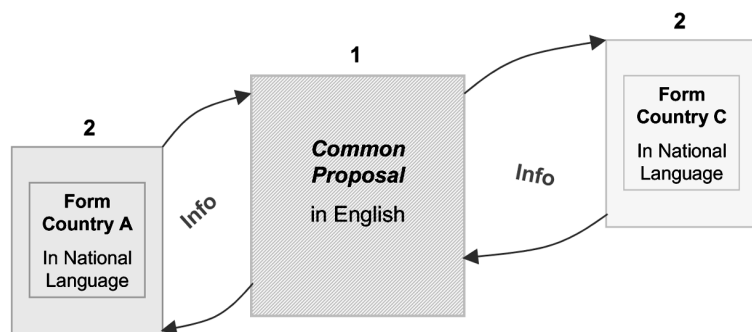 2
Form
Country A
In National
Language
Info
1
Common
Proposal
in English
Info
2
Form
Country C
In National
Language